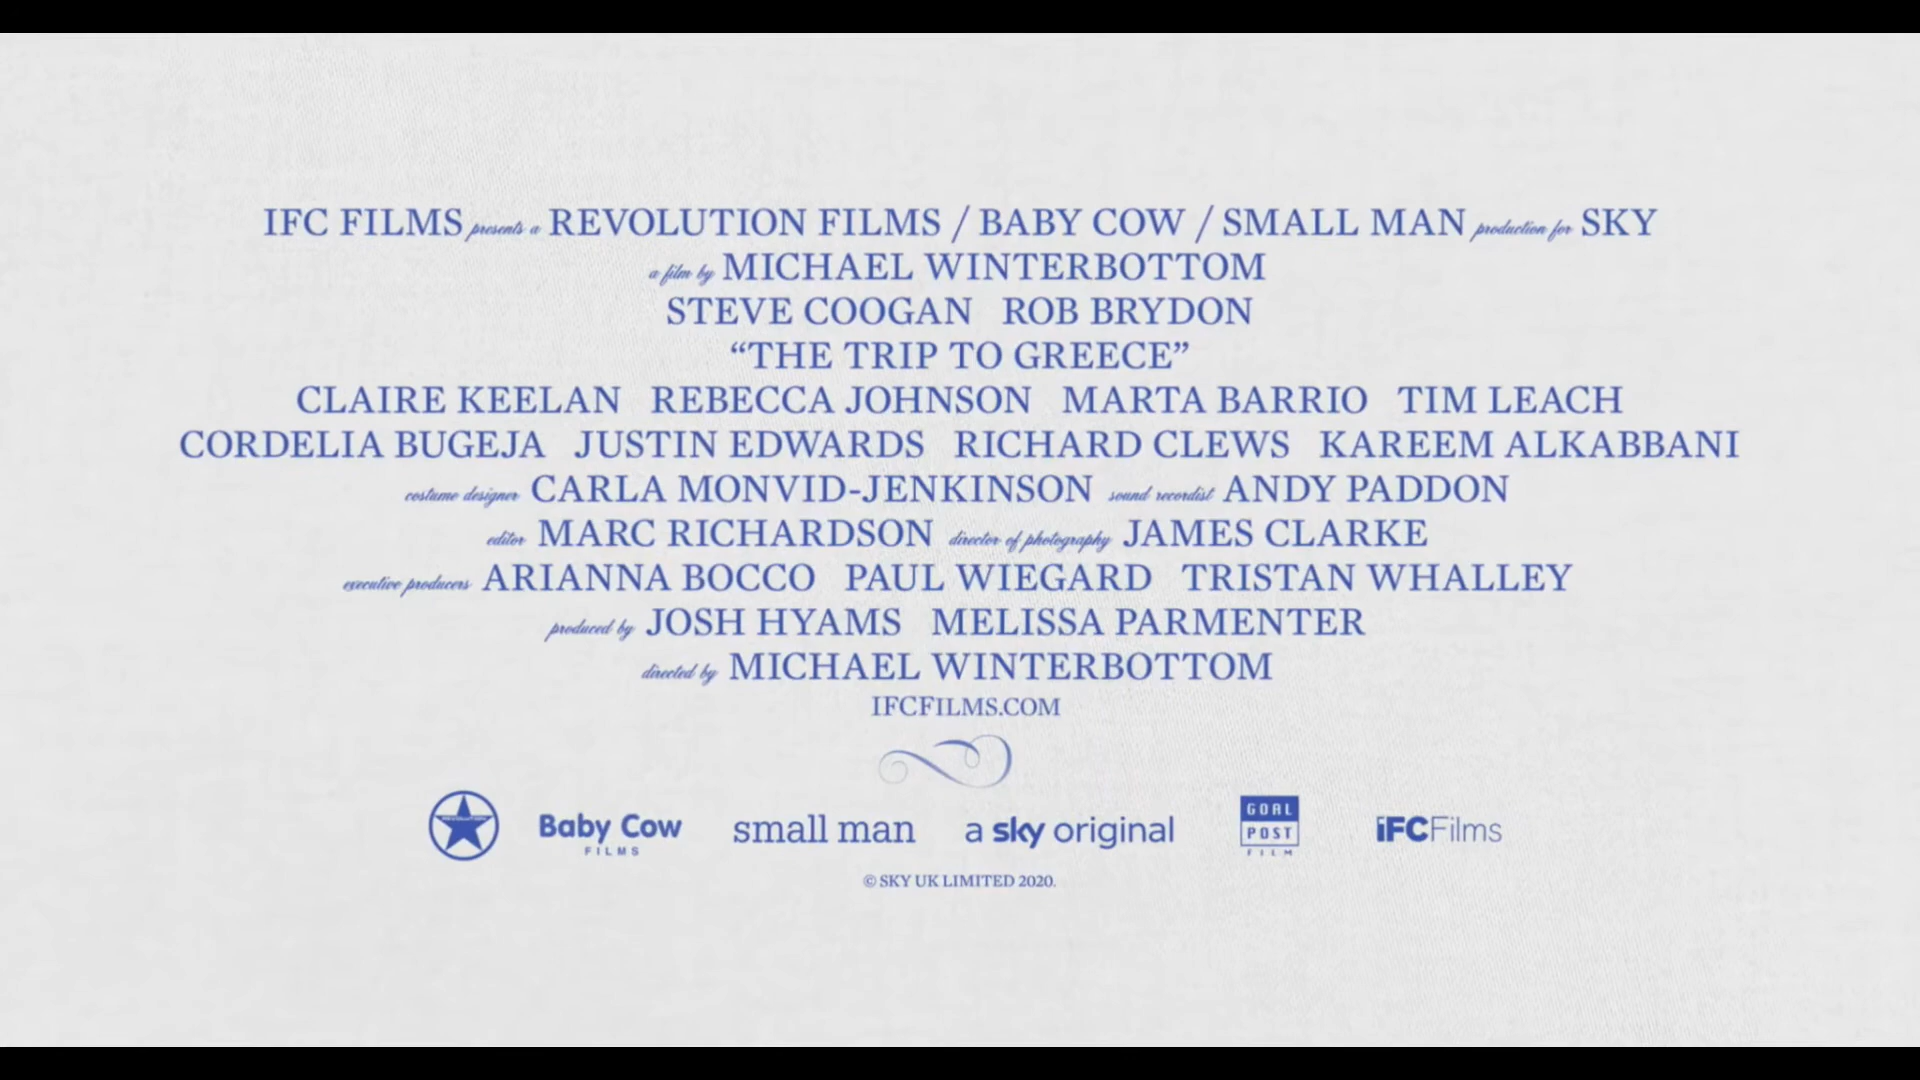 IFC FILMS presents a REVOLUTION FILMS / BABY COW / SMALL MAN production for SKY
a film by MICHAEL WINTERBOTTOM
STEVE COOGAN ROB BRYDON
“THE TRIP TO GREECE”
CLAIRE KEELAN REBECCA JOHNSON MARTA BARRIO TIM LEACH
CORDELIA BUGEJA JUSTIN EDWARDS RICHARD CLEWS KAREEM ALKABBANI
costume designer CARLA MONVID-JENKINSON sound recordist ANDY PADDON
editor MARC RICHARDSON director of photography JAMES CLARKE
executive producers ARIANNA BOCCO PAUL WIEGARD TRISTAN WHALLEY
produced by JOSH HYAMS MELISSA PARMENTER
directed by MICHAEL WINTERBOTTOM
IFCFILMS.COM
REVOLUTION
Baby Cow
FILMS
small man
a sky original
GOAL
POST
FILM
IFCFilms
© SKY UK LIMITED 2020.